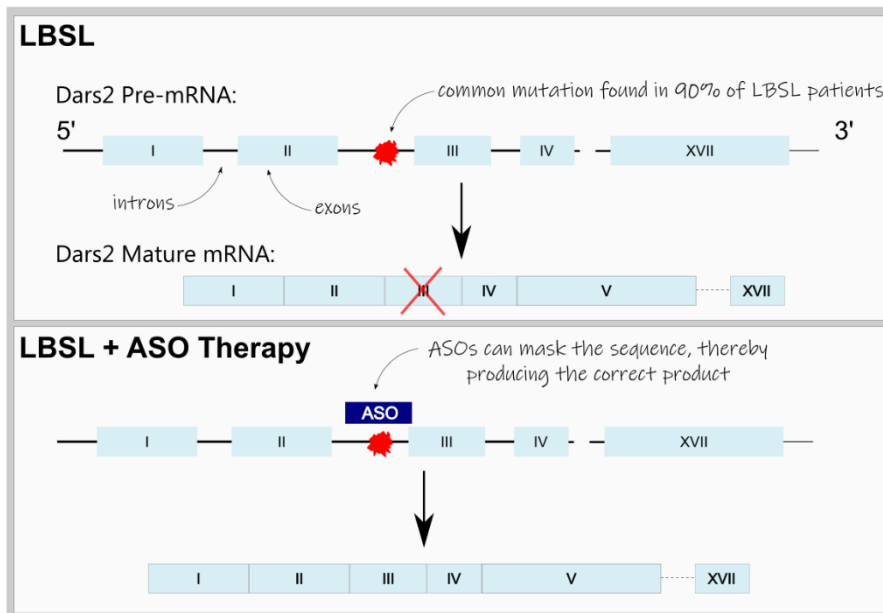 LBSL
Dars2 Pre-mRNA:
common mutation found in 90% of LBSL patients
5'
3'
I
II
III
IV
XVII
introns
exons
Dars2 Mature mRNA:
I
II
III
IV
V
XVII
LBSL + ASO Therapy
ASOs can mask the sequence, thereby
producing the correct product
ASO
I
II
III
IV
XVII
I
II
III
IV
V
XVII